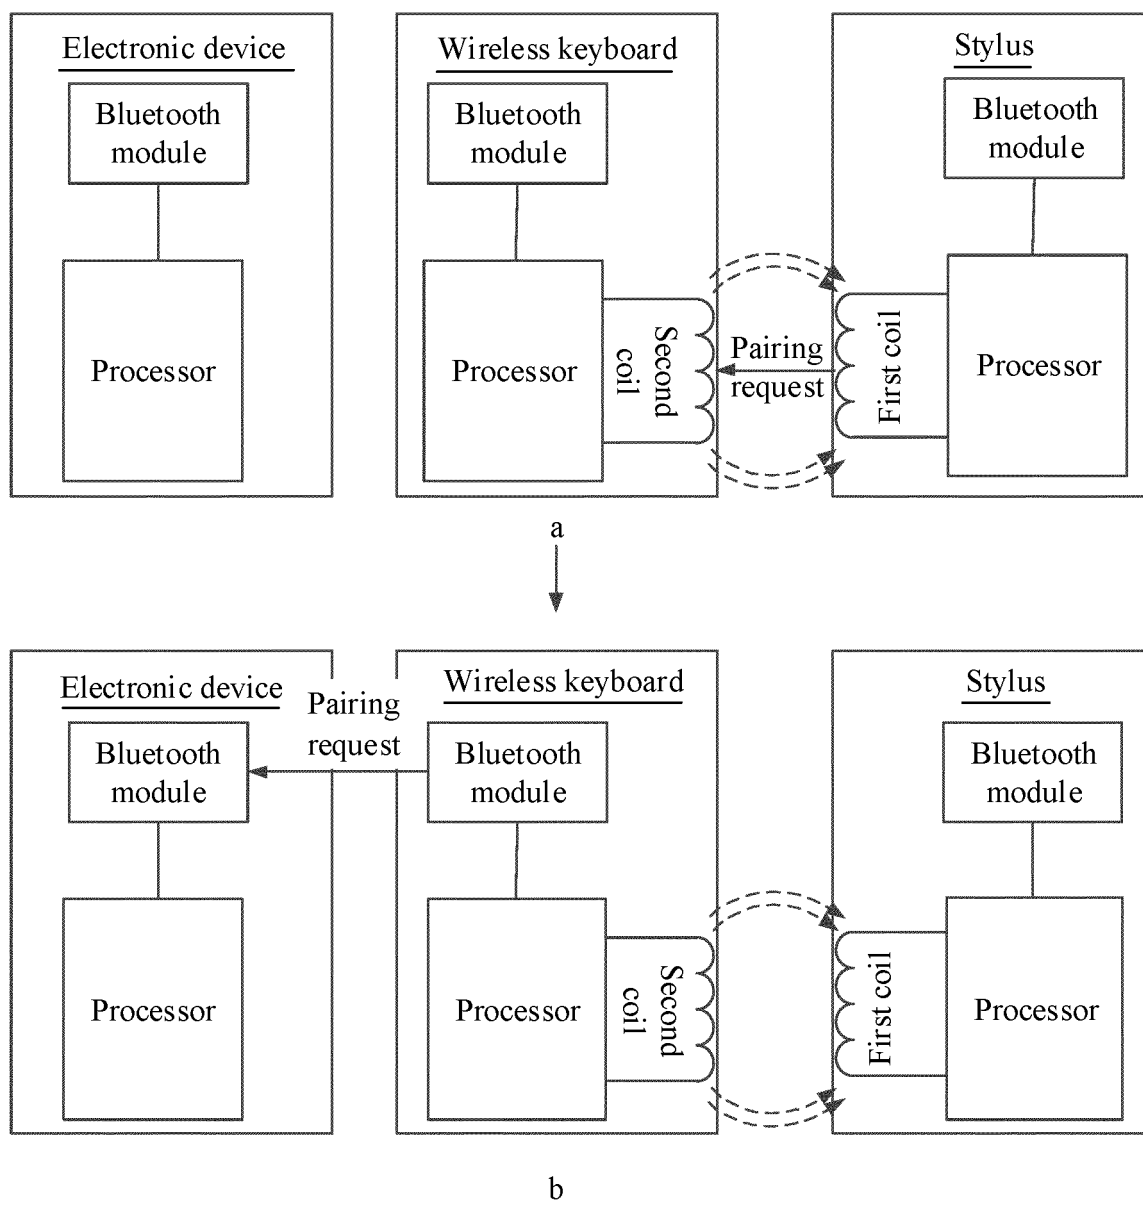 Electronic device
Bluetooth
module
Processor
Wireless keyboard
Bluetooth
module
Processor
Second
coil
Pairing
request
Stylus
Bluetooth
module
First coil
Processor
a
Electronic device
Bluetooth
module
Processor
Pairing
request
Wireless keyboard
Bluetooth
module
Processor
Second
coil
Stylus
Bluetooth
module
First coil
Processor
b